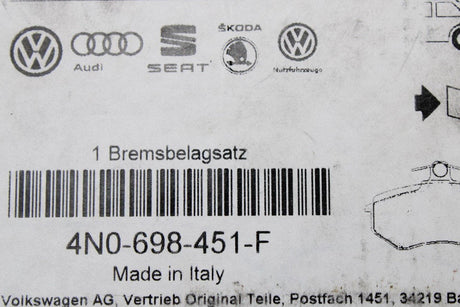 Audi
SEAT
ŠKODA
Nutzfahrzeuge
1 Bremsbelagsatz
4N0-698-451-F
Made in Italy
Volkswagen AG, Vertrieb Original Teile, Postfach 1451, 34219 Ba